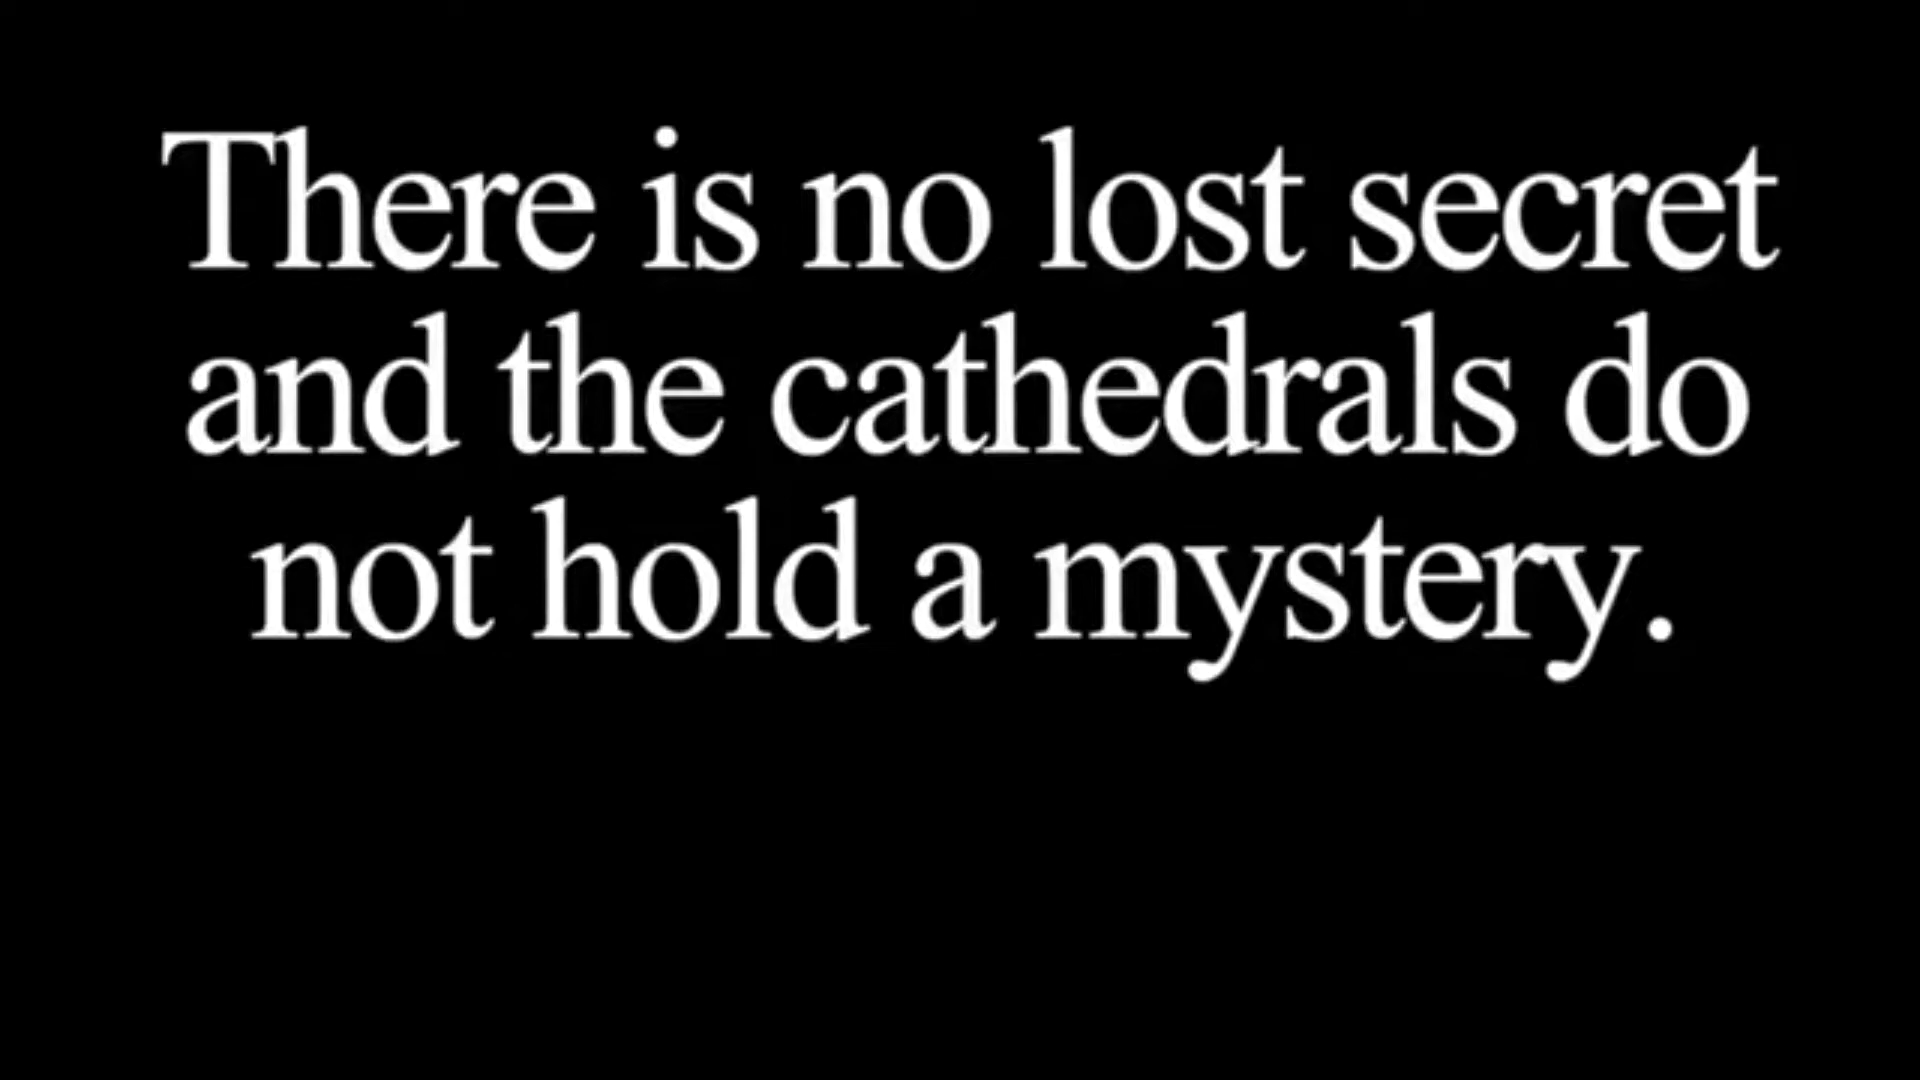 There is no lost secret
and the cathedrals do
not hold a mystery.